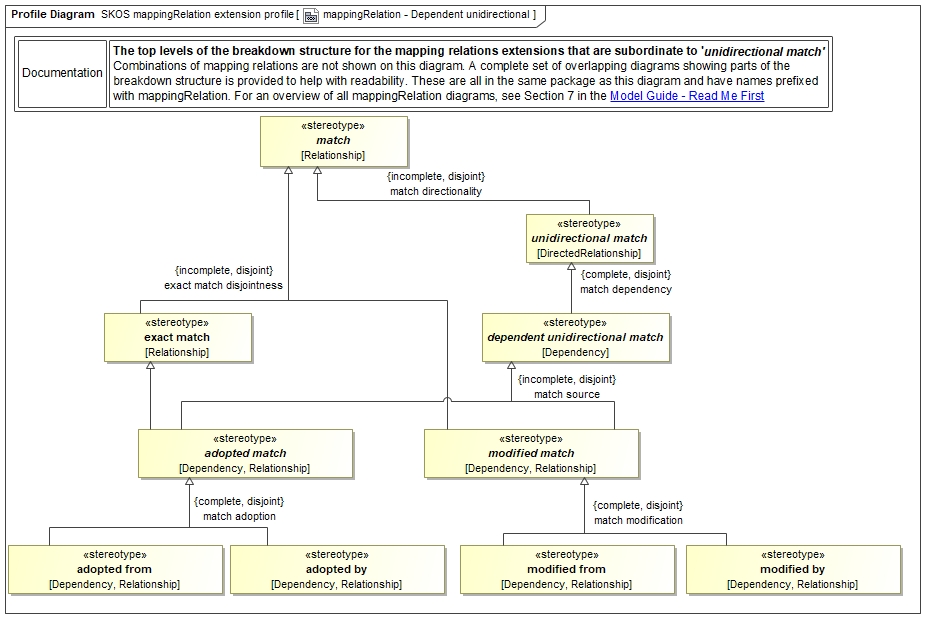 Profile Diagram SKOS mappingRelation extension profile [ mappingRelation - Dependent unidirectional ]
Documentation
The top levels of the breakdown structure for the mapping relations extensions that are subordinate to 'unidirectional match'
Combinations of mapping relations are not shown on this diagram. A complete set of overlapping diagrams showing parts of the
breakdown structure is provided to help with readability. These are all in the same package as this diagram and have names prefixed
with mappingRelation. For an overview of all mappingRelation diagrams, see Section 7 in the Model Guide - Read Me First
«stereotype»
match
[Relationship]
{incomplete, disjoint}
match directionality
«stereotype»
unidirectional match
[DirectedRelationship]
{incomplete, disjoint}
exact match disjointness
{complete, disjoint}
match dependency
«stereotype»
exact match
[Relationship]
«stereotype»
dependent unidirectional match
[Dependency]
{incomplete, disjoint}
match source
«stereotype»
adopted match
[Dependency, Relationship]
«stereotype»
modified match
[Dependency, Relationship]
{complete, disjoint}
match adoption
{complete, disjoint}
match modification
«stereotype»
adopted from
[Dependency, Relationship]
«stereotype»
adopted by
[Dependency, Relationship]
«stereotype»
modified from
[Dependency, Relationship]
«stereotype»
modified by
[Dependency, Relationship]